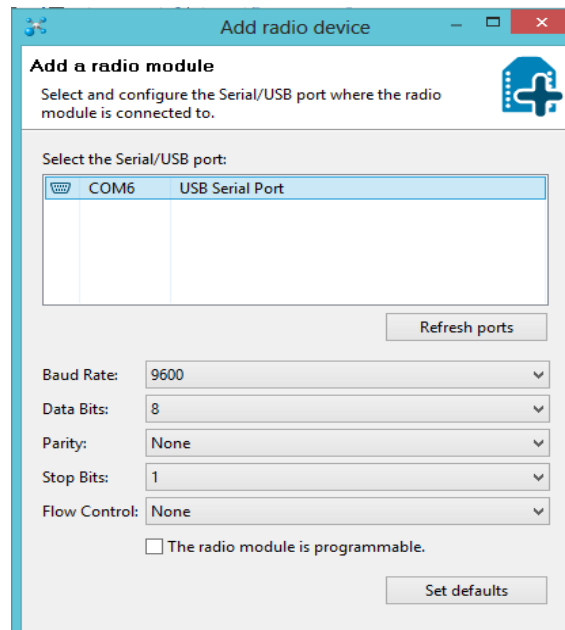 Add radio device
Add a radio module
Select and configure the Serial/USB port where the radio
module is connected to.
Select the Serial/USB port:
COM6 USB Serial Port
Refresh ports
Baud Rate: 9600
Data Bits: 8
Parity: None
Stop Bits: 1
Flow Control: None
The radio module is programmable.
Set defaults